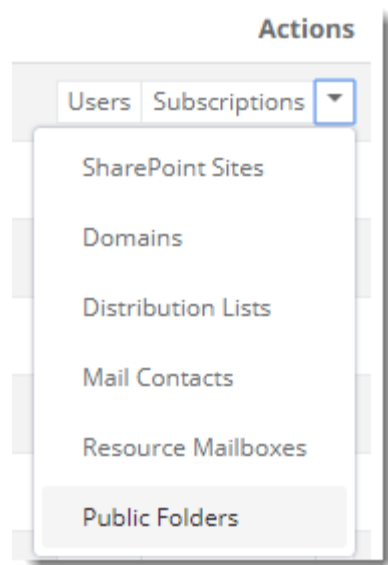 Actions
Users Subscriptions
SharePoint Sites
Domains
Distribution Lists
Mail Contacts
Resource Mailboxes
Public Folders